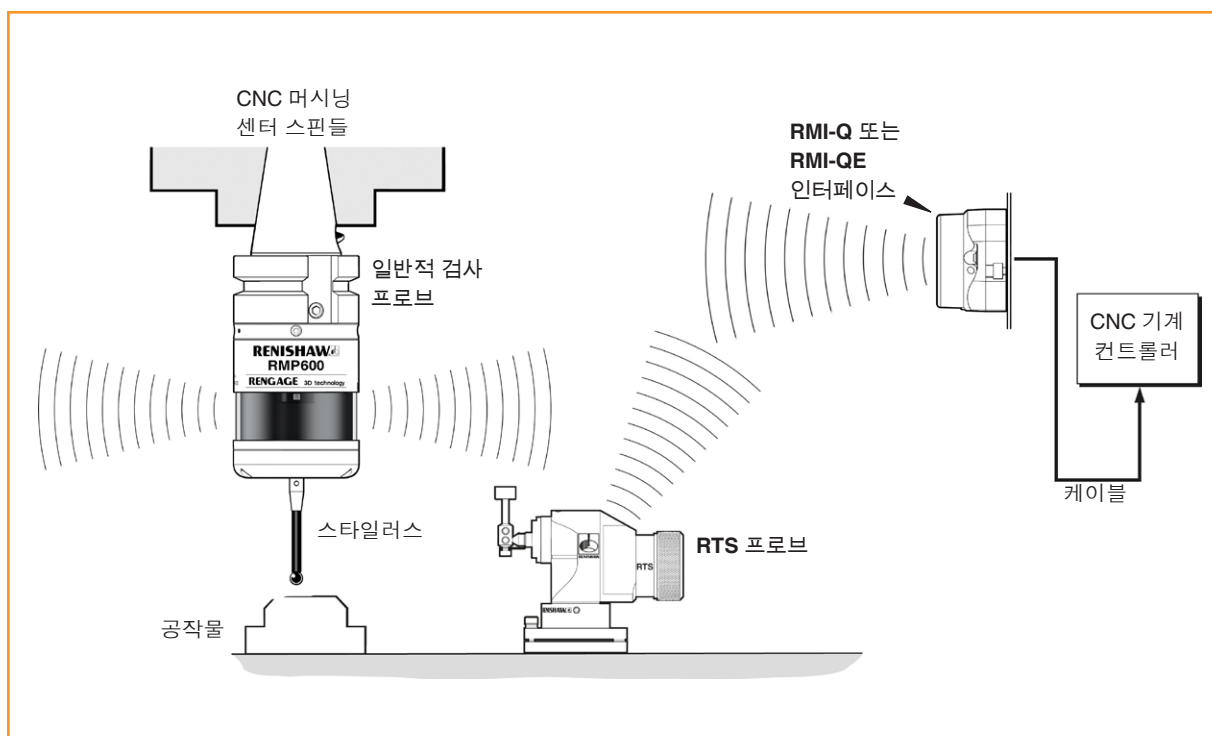 CNC 머시닝
센터 스핀들
RMI-Q 또는
RMI-QE
인터페이스
일반적 검사
프로브
CNC 기계
컨트롤러
RENISHAW
RMP600
RENGAGE 3D technology
케이블
스타일러스
RTS 프로브
RENISHAW
RTS
RENISHAW
공작물